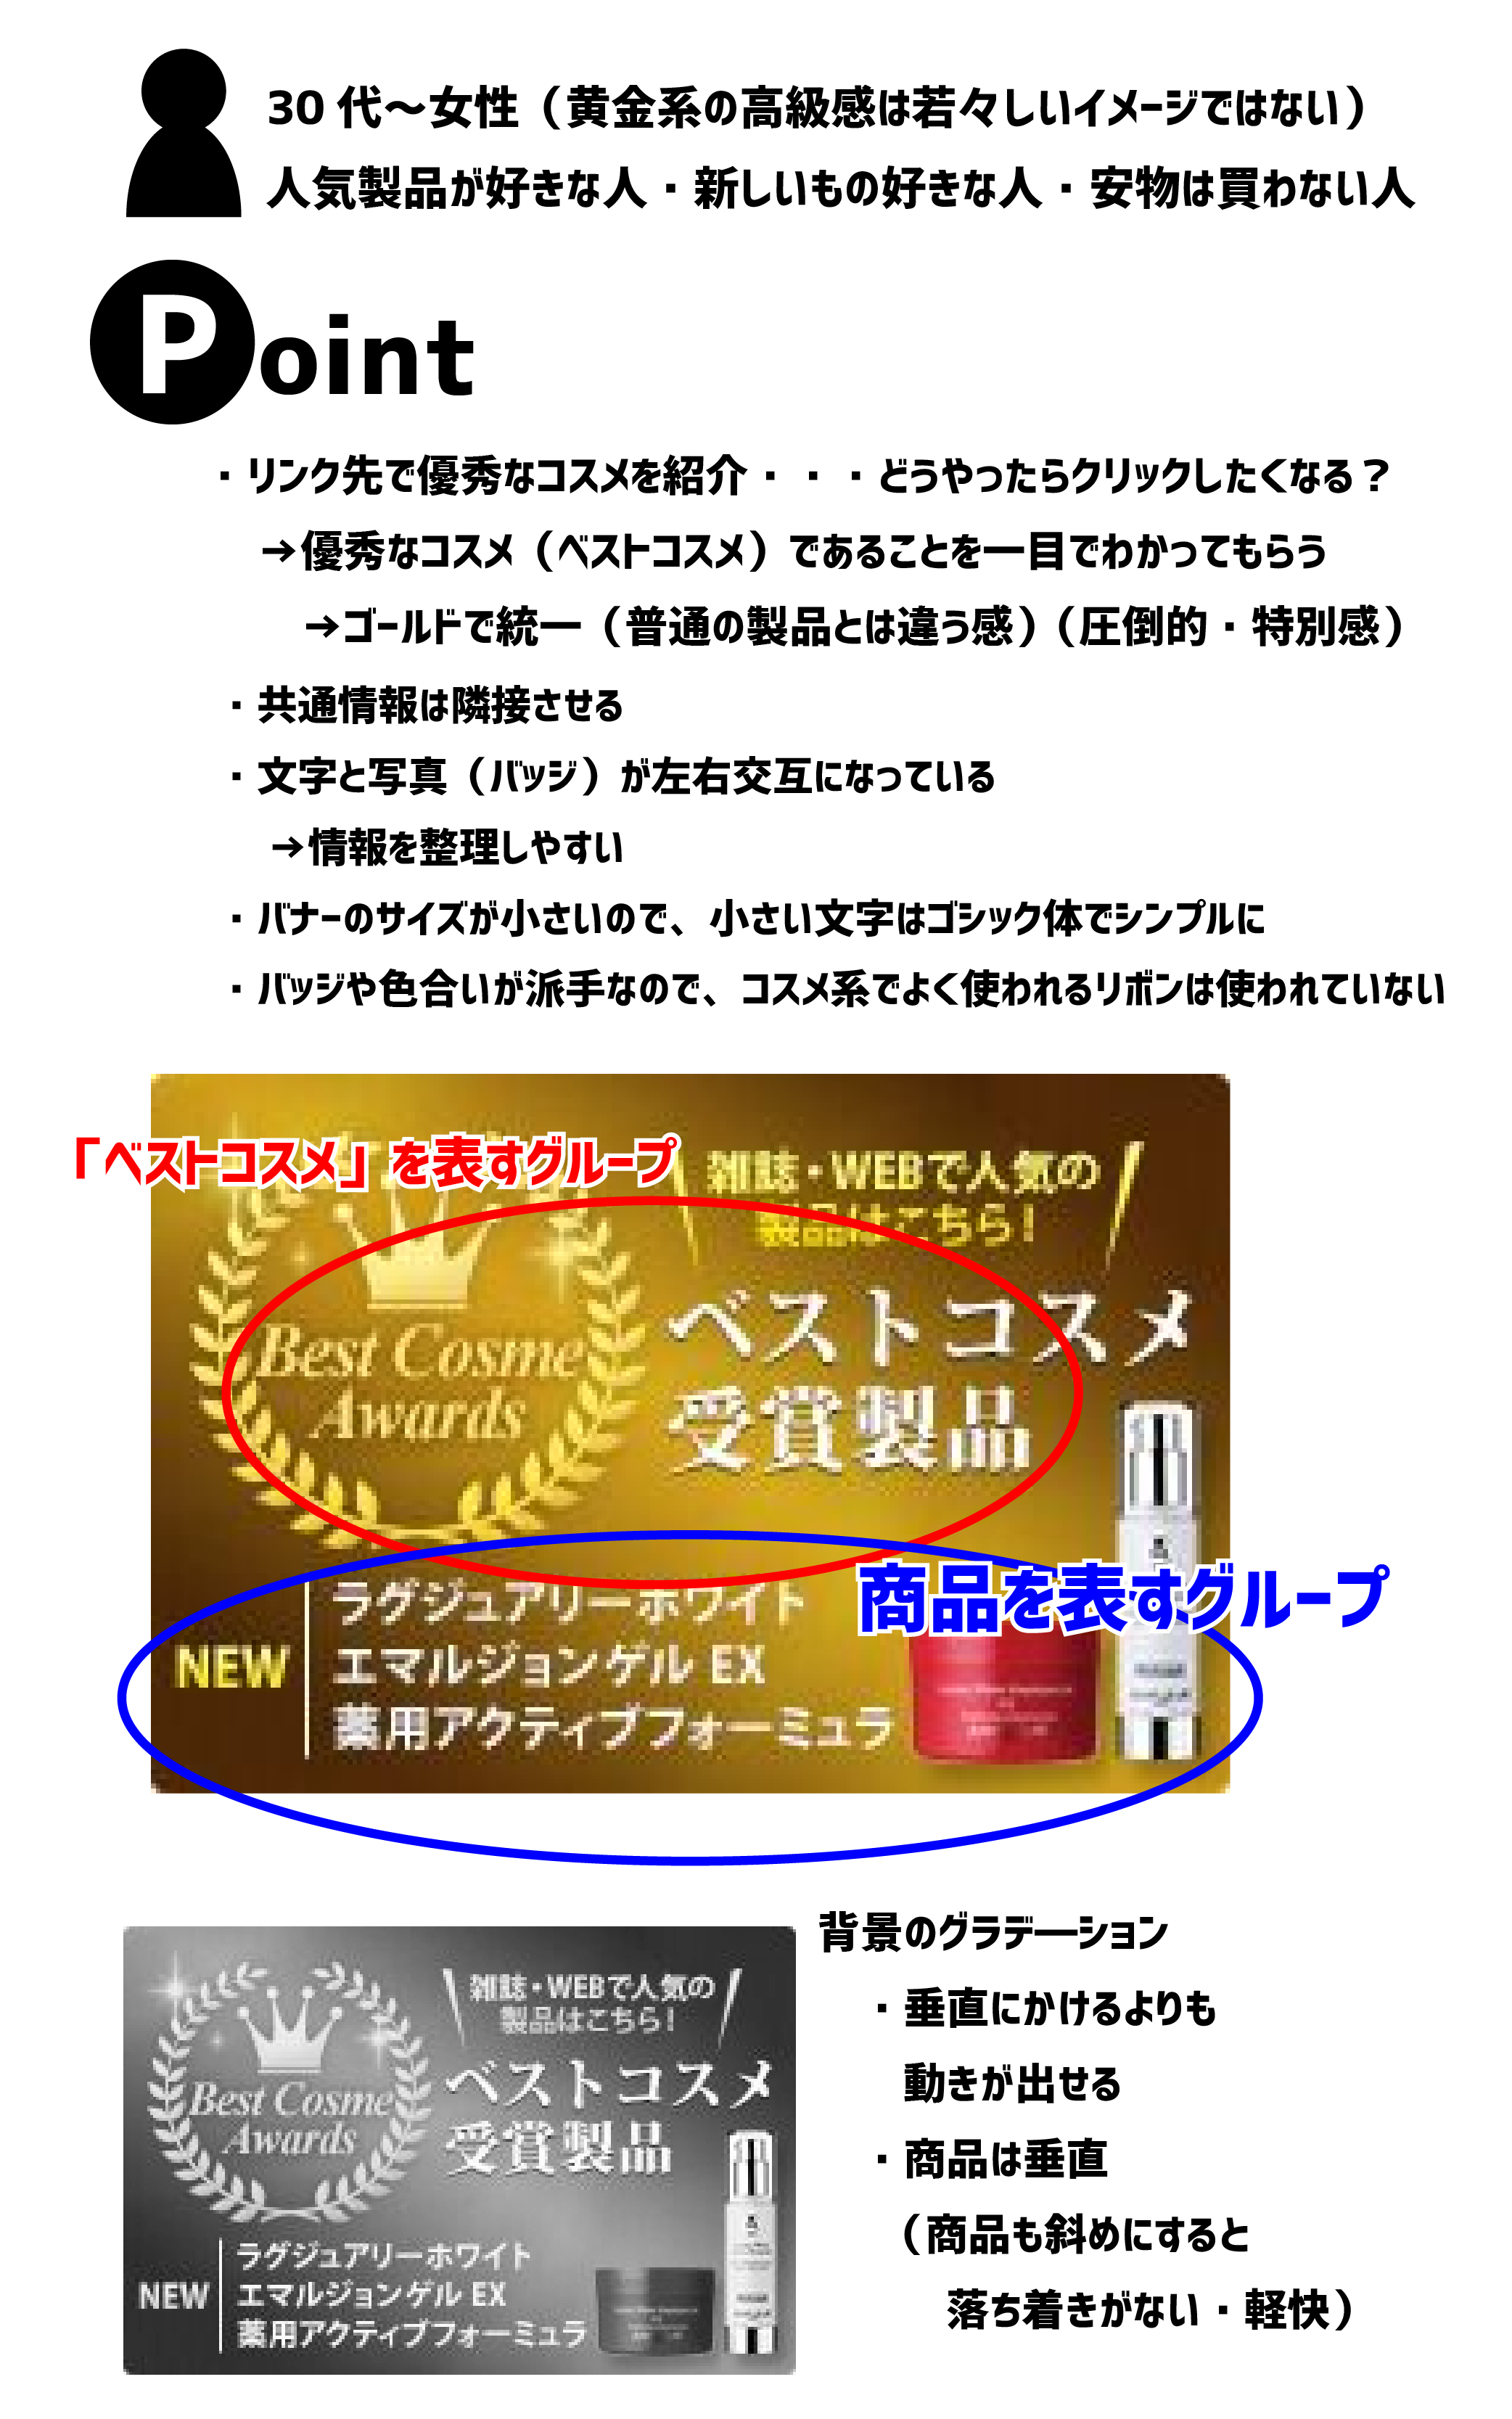 30代～女性（黄金系の高級感は若々しいイメージではない）
人気製品が好きな人・新しいもの好きな人・安物は買わない人
Point
・リンク先で優秀なコスメを紹介・・・どうやったらクリックしたくなる？
→優秀なコスメ（ベストコスメ）であることを一目でわかってもらう
→ゴールドで統一（普通の製品とは違う感）（圧倒的・特別感）
・共通情報は隣接させる
・文字と写真（バッジ）が左右交互になっている
→情報を整理しやすい
・バナーのサイズが小さいので、小さい文字はゴシック体でシンプルに
・バッジや色合いが派手なので、コスメ系でよく使われるリボンは使われていない
「ベストコスメ」を表すグループ
雑誌・WEBで人気の
製品はこちら！
Best Cosme
Awards
ベストコスメ
受賞製品
商品を表すグループ
NEW
ラグジュアリーホワイト
エマルジョンゲル EX
薬用アクティブフォーミュラ
雑誌・WEBで人気の
製品はこちら！
Best Cosme
Awards
ベストコスメ
受賞製品
NEW
ラグジュアリーホワイト
エマルジョンゲル EX
薬用アクティブフォーミュラ
背景のグラデーション
・垂直にかけるよりも
動きが出せる
・商品は垂直
（商品も斜めにすると
落ち着きがない・軽快）